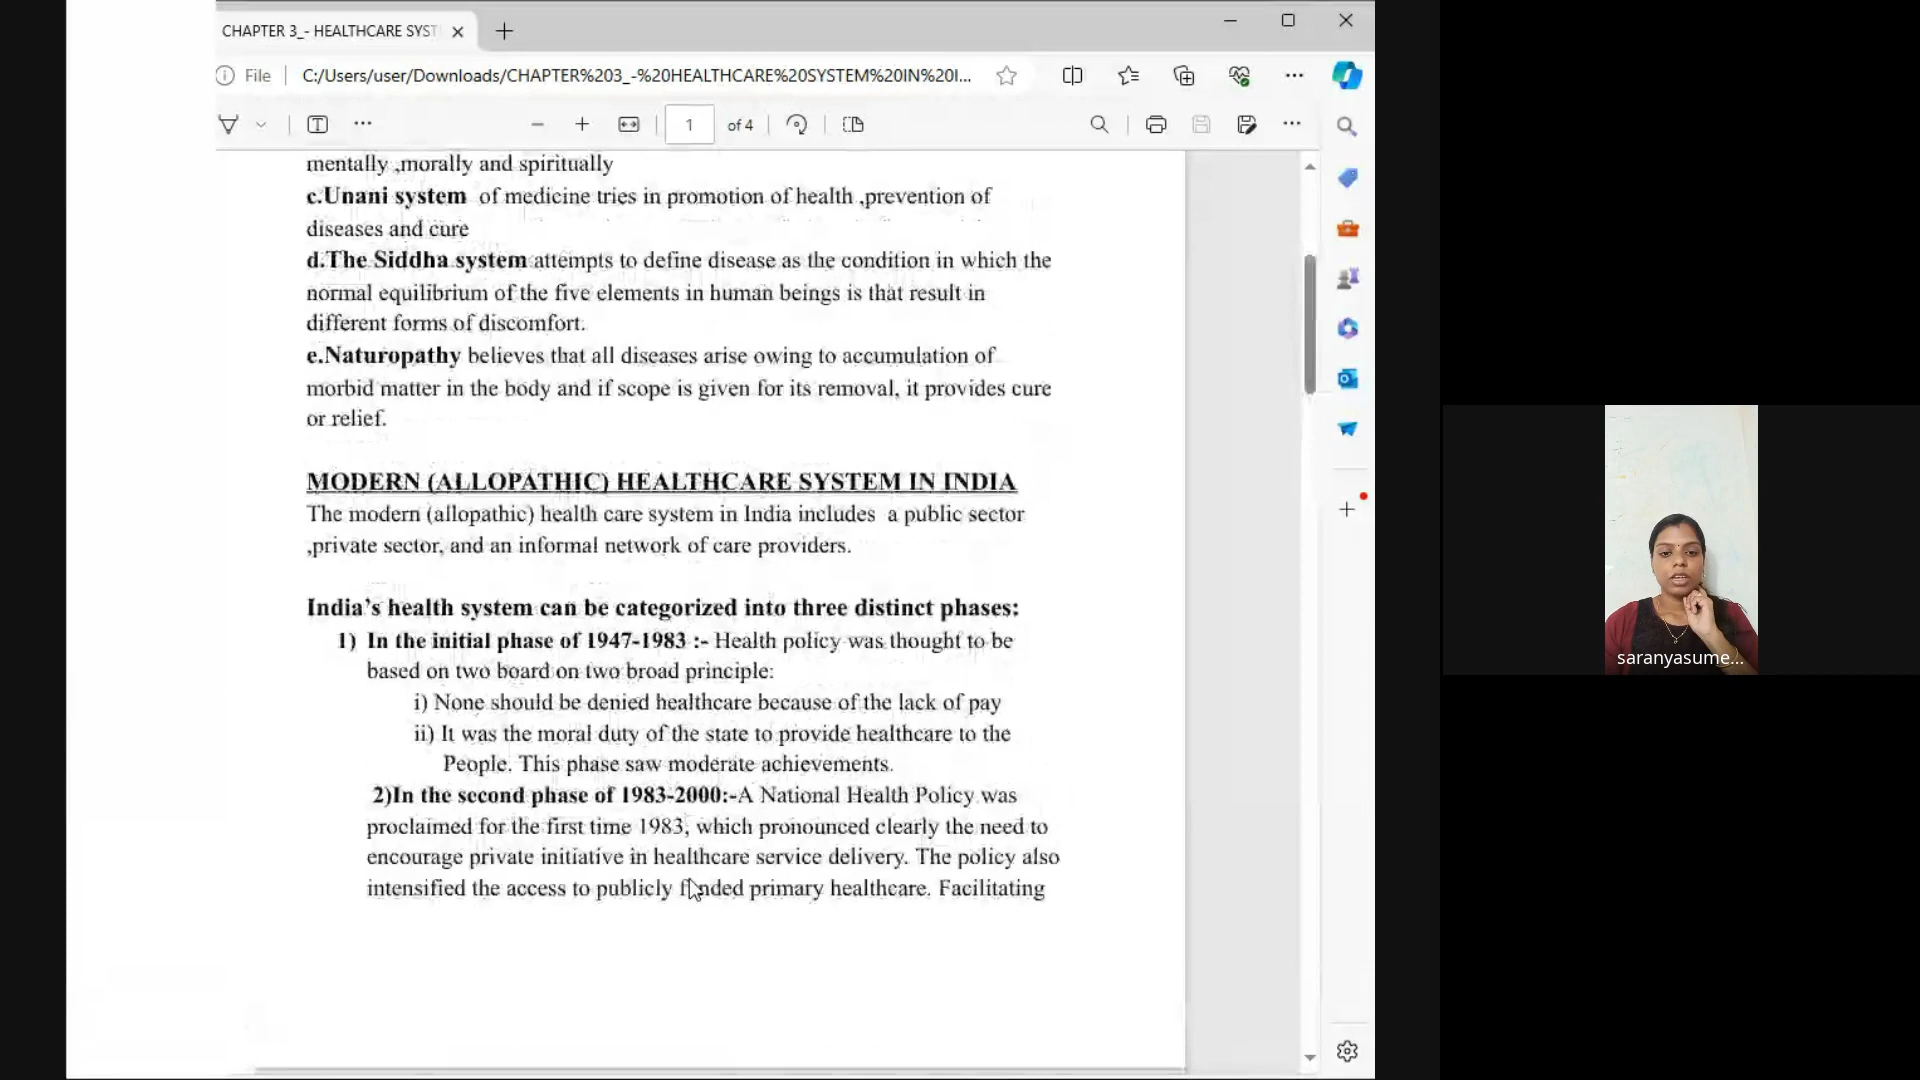 CHAPTER 3_- HEALTHCARE SYST
File
C:/Users/user/Downloads/CHAPTER%203_-%20HEALTHCARE%20SYSTEM%20IN%20I...
1 of 4
mentally ,morally and spiritually
c.Unani system of medicine tries in promotion of health ,prevention of
diseases and cure
d.The Siddha system attempts to define disease as the condition in which the
normal equilibrium of the five elements in human beings is that result in
different forms of discomfort.
e.Naturopathy believes that all diseases arise owing to accumulation of
morbid matter in the body and if scope is given for its removal, it provides cure
or relief.
MODERN (ALLOPATHIC) HEALTHCARE SYSTEM IN INDIA
The modern (allopathic) health care system in India includes a public sector
,private sector, and an informal network of care providers.
India's health system can be categorized into three distinct phases:
1) In the initial phase of 1947-1983 :- Health policy was thought to be
based on two board on two broad principle:
i) None should be denied healthcare because of the lack of pay
ii) It was the moral duty of the state to provide healthcare to the
People. This phase saw moderate achievements.
2)In the second phase of 1983-2000:-A National Health Policy was
proclaimed for the first time 1983, which pronounced clearly the need to
encourage private initiative in healthcare service delivery. The policy also
intensified the access to publicly funded primary healthcare. Facilitating
saranyasume...